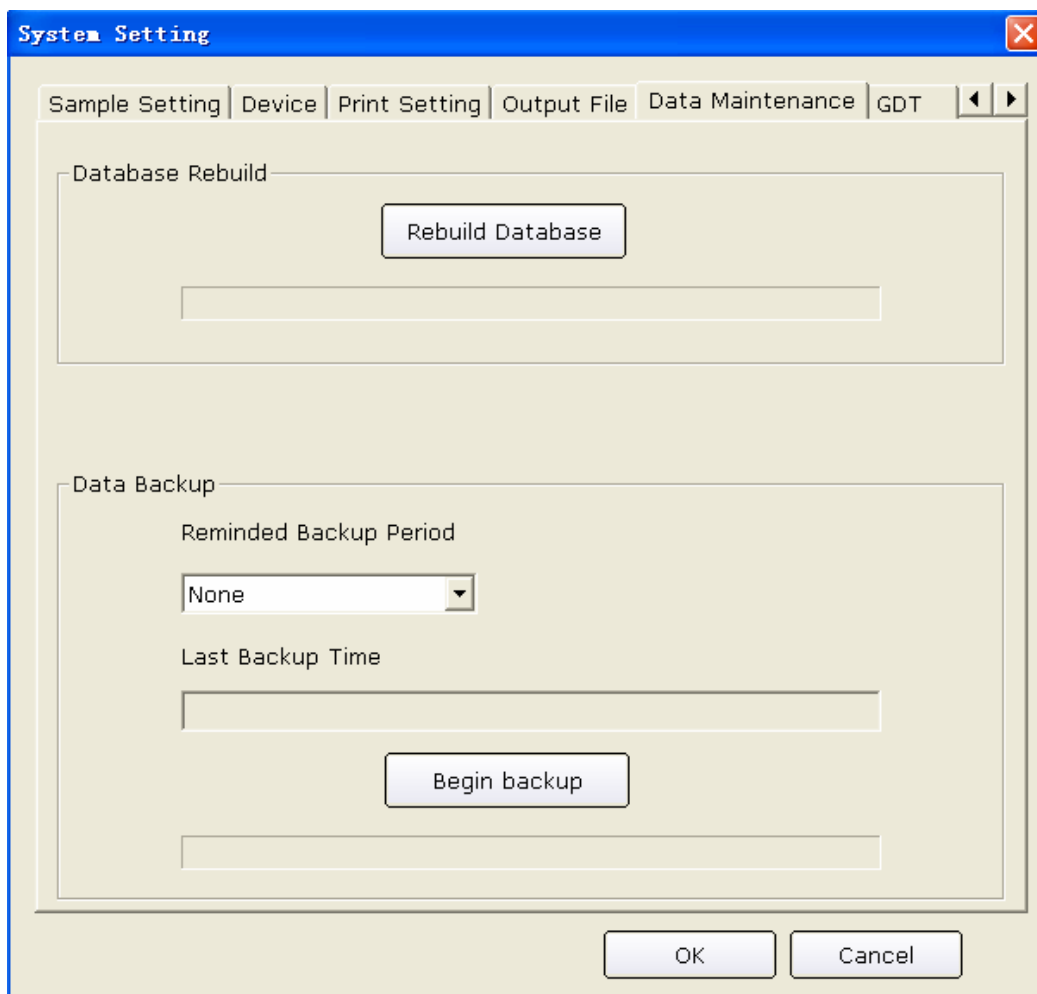 System Setting
Sample Setting Device Print Setting Output File Data Maintenance GDT
Database Rebuild
Rebuild Database
Data Backup
Reminded Backup Period
None
Last Backup Time
Begin backup
OK Cancel